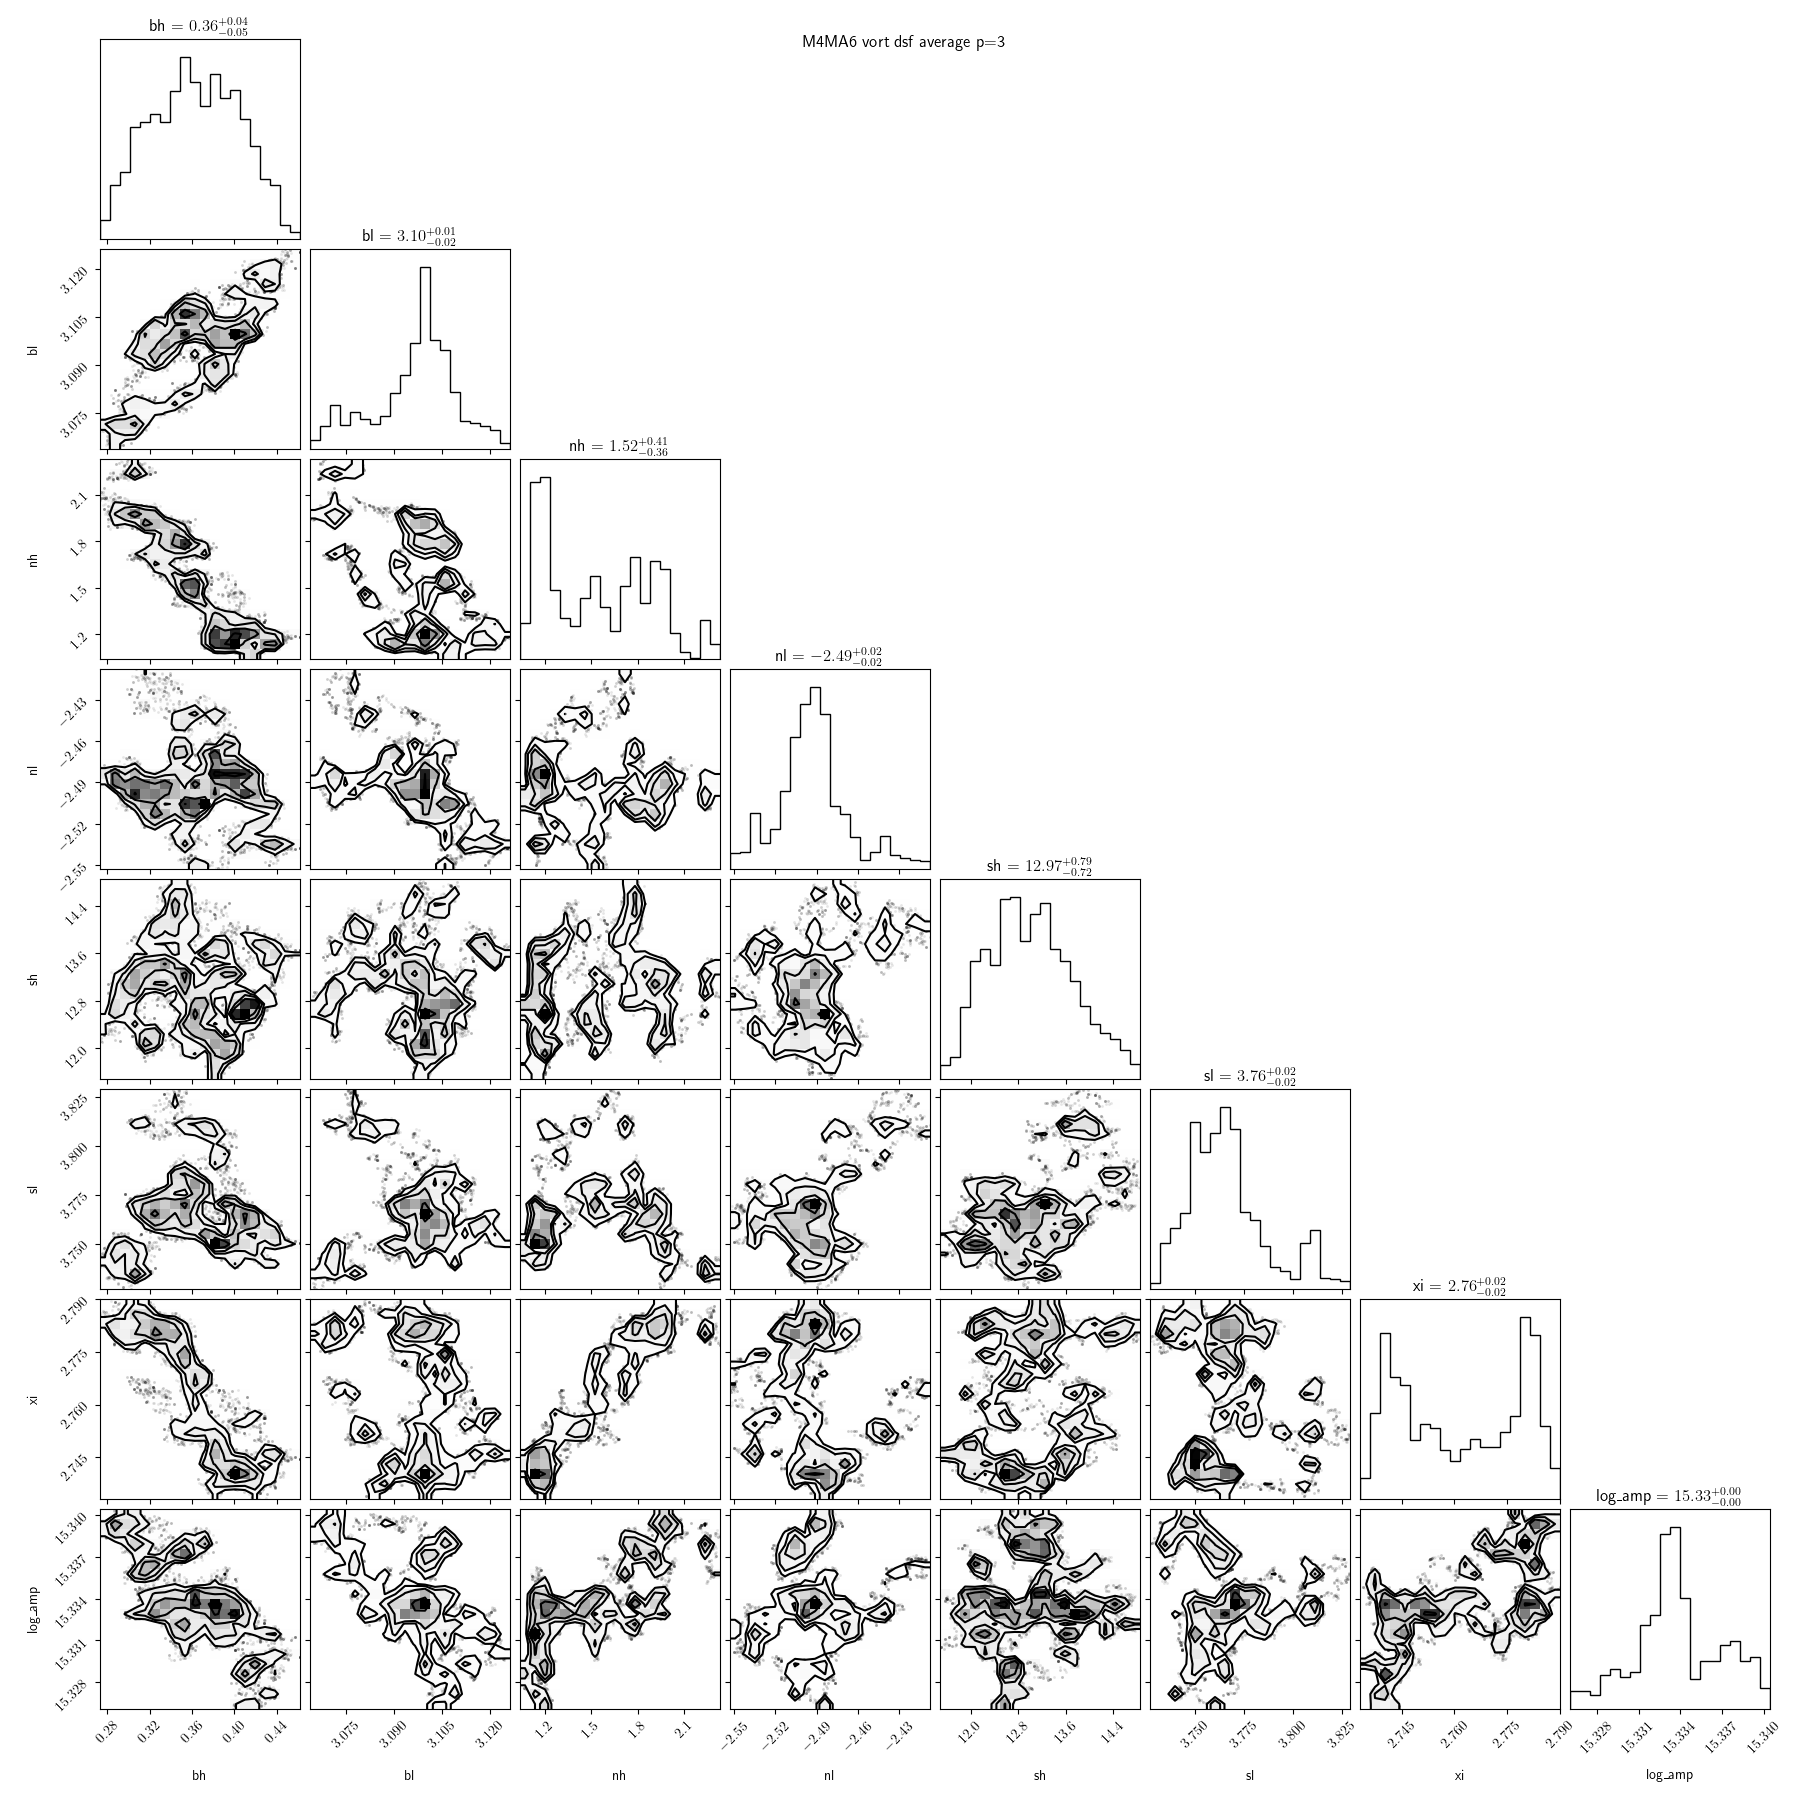 M4MA6 vort dsf average p=3
bh = 0.36^{+0.04}_{-0.05}
bl = 3.10^{+0.01}_{-0.02}
bl
3.120
3.105
3.090
3.075
nh = 1.52^{+0.41}_{-0.36}
nh
2.1
1.8
1.5
1.2
nl = −2.49^{+0.02}_{-0.02}
nl
−2.43
−2.46
−2.49
−2.52
−2.55
sh = 12.97^{+0.79}_{-0.72}
sh
14.4
13.6
12.8
12.0
sl = 3.76^{+0.02}_{-0.02}
sl
3.825
3.800
3.775
3.750
xi = 2.76^{+0.02}_{-0.02}
xi
2.790
2.775
2.760
2.745
log_amp = 15.33^{+0.00}_{-0.00}
log_amp
15.340
15.337
15.334
15.331
15.328
0.28 0.32 0.36 0.40 0.44
3.075 3.090 3.105 3.120
1.2 1.5 1.8 2.1
−2.55 −2.52 −2.49 −2.46 −2.43
12.0 12.8 13.6 14.4
3.750 3.775 3.800 3.825
2.745 2.760 2.775 2.790
15.328 15.331 15.334 15.337 15.340
bh bl nh nl sh sl xi log_amp